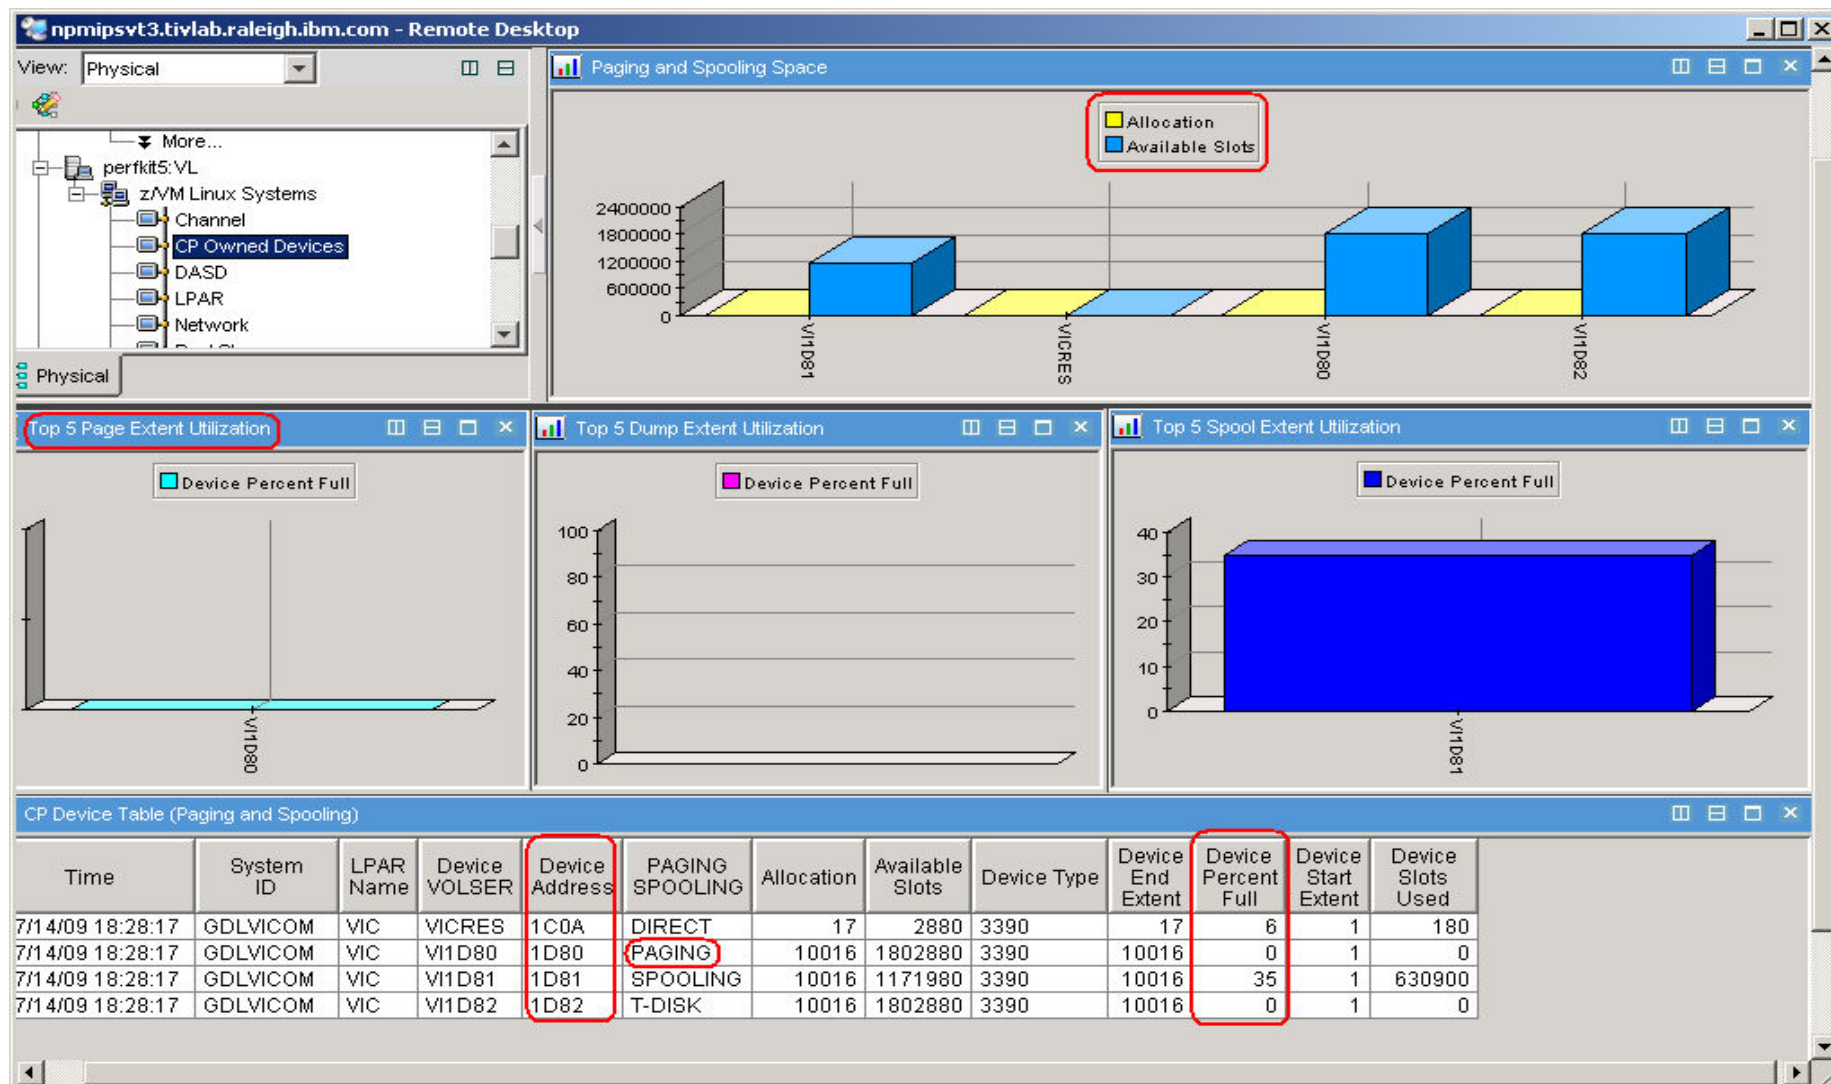 npmipsvt3.tivlab.raleigh.ibm.com - Remote Desktop
View: Physical
More...
perfkit5:VL
z/VM Linux Systems
Channel
CP Owned Devices
DASD
LPAR
Network
Physical
Paging and Spooling Space
Allocation
Available Slots
2400000
1800000
1200000
600000
0
VI1D81
VICRES
VI1D80
VI1D82
Top 5 Page Extent Utilization
Device Percent Full
VI1D80
Top 5 Dump Extent Utilization
Device Percent Full
100
80
60
40
20
0
Top 5 Spool Extent Utilization
Device Percent Full
40
30
20
10
0
VI1D81
CP Device Table (Paging and Spooling)
Time System ID LPAR Name Device VOLSER Device Address PAGING SPOOLING Allocation Available Slots Device Type Device End Extent Device Percent Full Device Start Extent Device Slots Used
7/14/09 18:28:17 GDLVICOM VIC VICRES 1C0A DIRECT 17 2880 3390 17 6 1 180
7/14/09 18:28:17 GDLVICOM VIC VI1D80 1D80 PAGING 10016 1802880 3390 10016 0 1 0
7/14/09 18:28:17 GDLVICOM VIC VI1D81 1D81 SPOOLING 10016 1171980 3390 10016 35 1 630900
7/14/09 18:28:17 GDLVICOM VIC VI1D82 1D82 T-DISK 10016 1802880 3390 10016 0 1 0